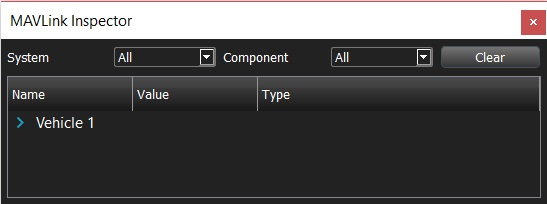 MAVLink Inspector
System All Component All Clear
Name Value Type
Vehicle 1